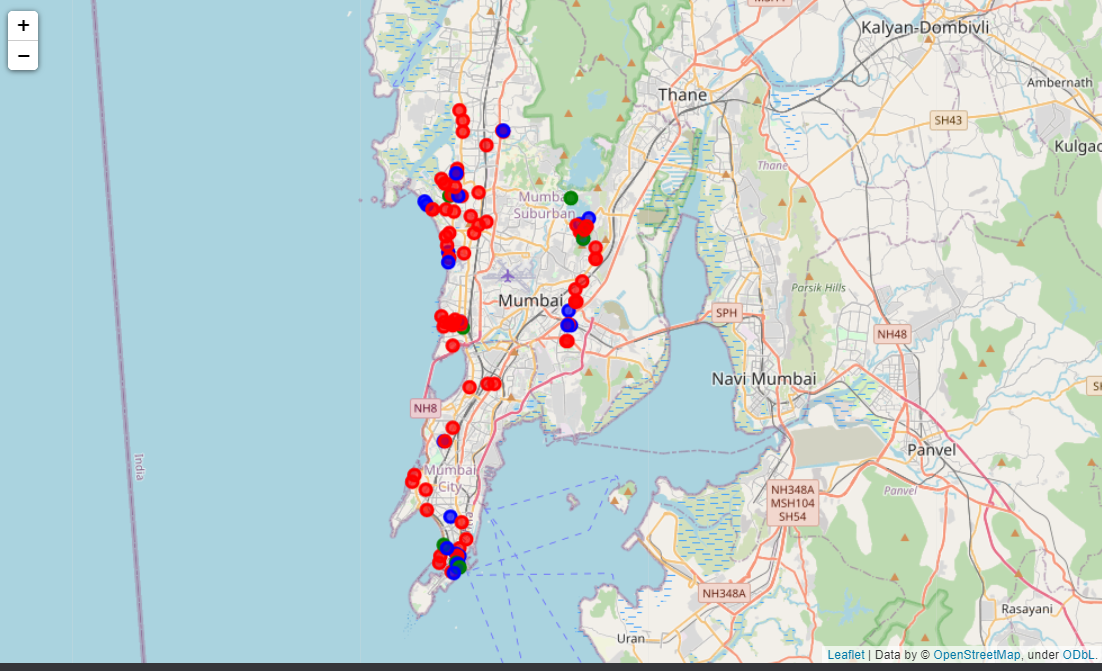 +
−
Kalyan-Dombivli
Ambernath
Thane
SH43
Thane
Mumbai
Suburban
Parsik Hills
Mumbai
SPH
NH48
Navi Mumbai
NH8
Panvel
India
Mumbai
City
Panvel
NH348A
MSH104
SH54
NH348A
Rasayani
Uran
Leaflet | Data by © OpenStreetMap, under ODbL.